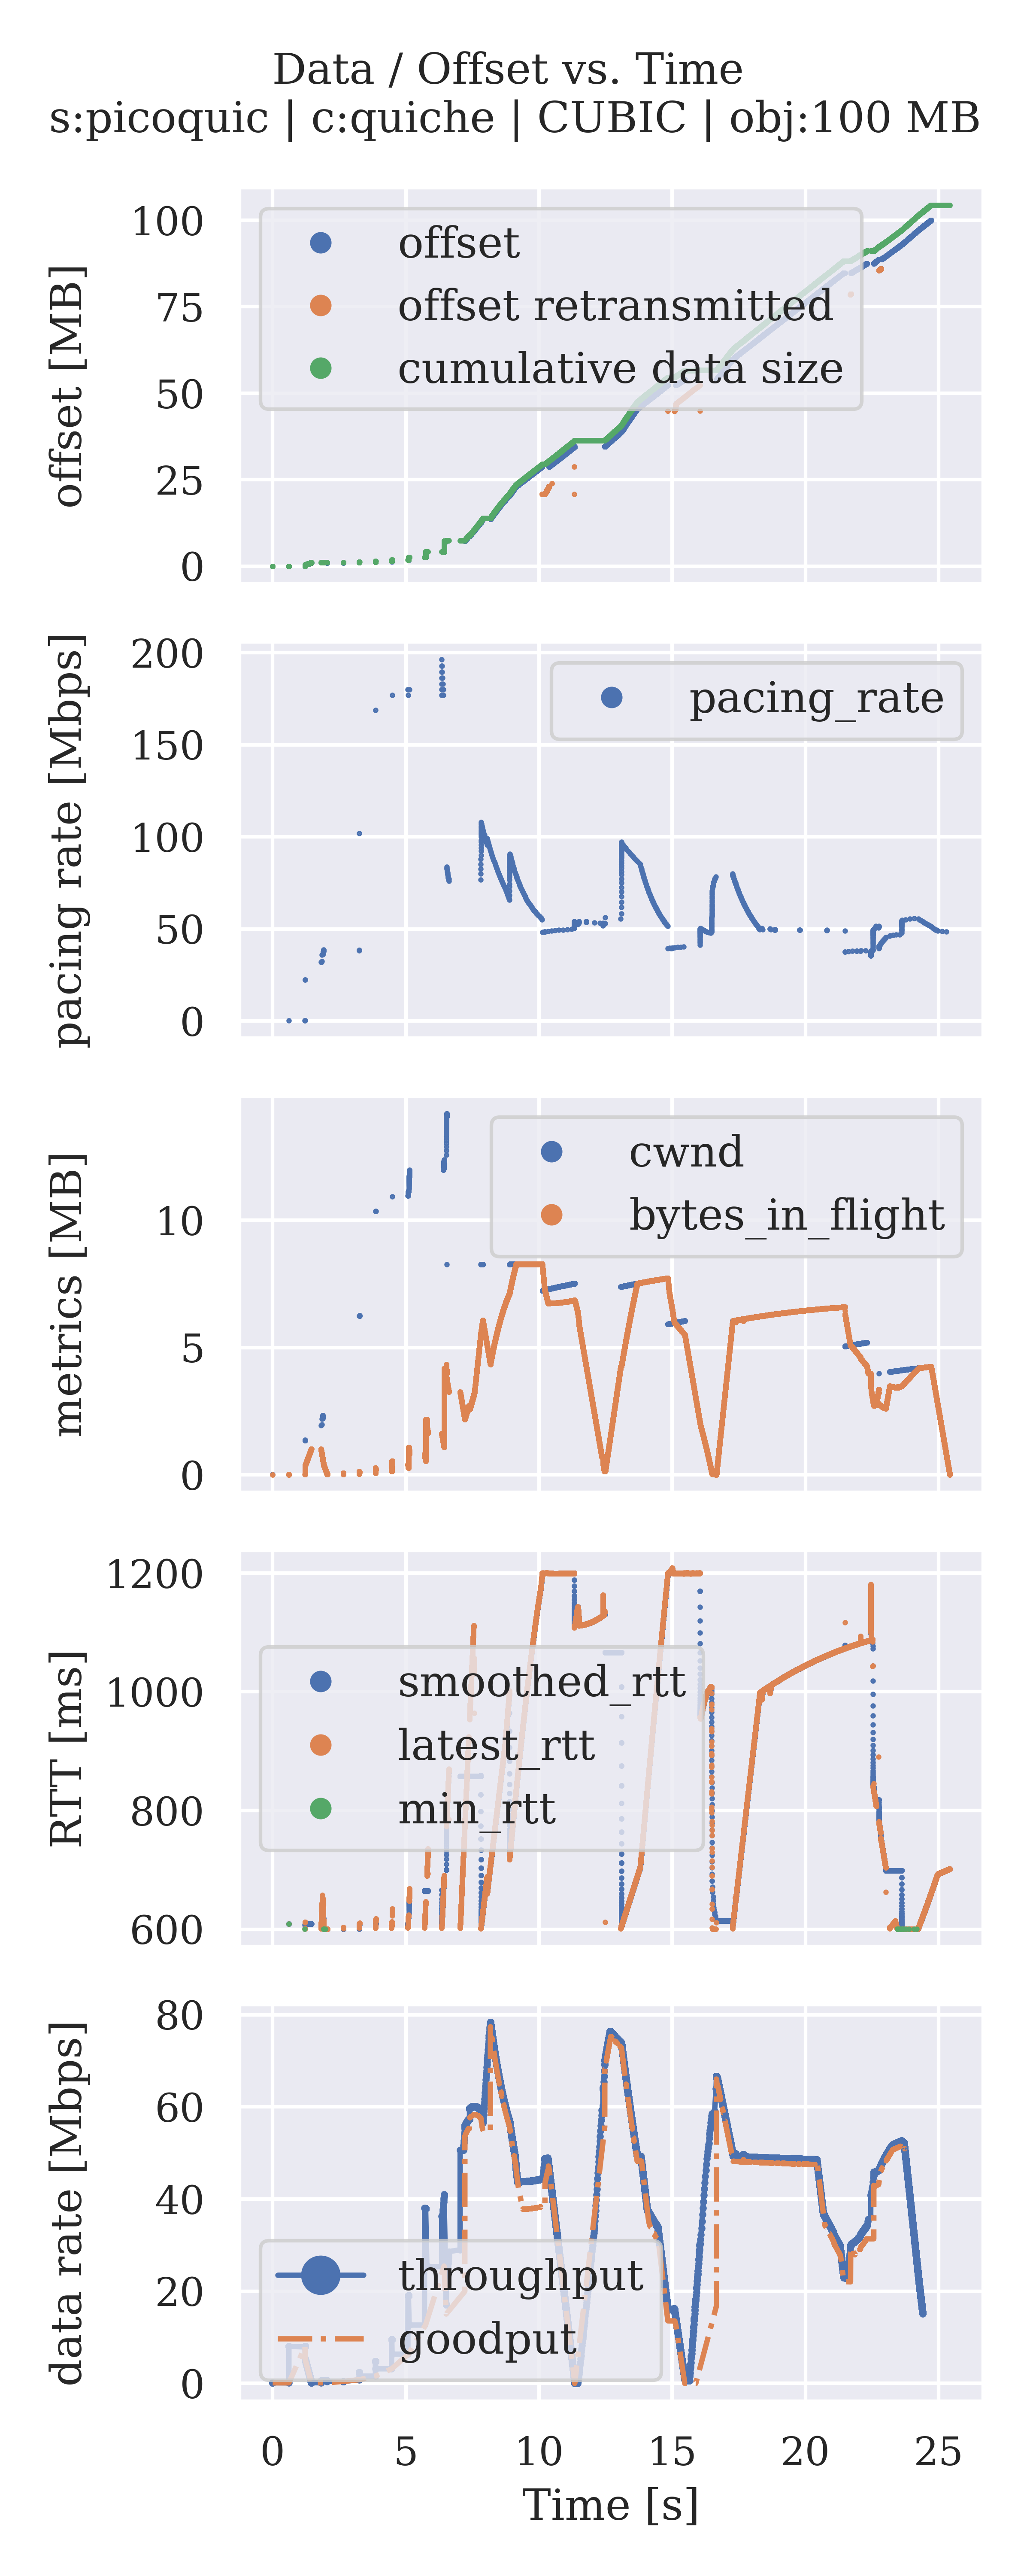 Data / Offset vs. Time
s:picoquic | c:quiche | CUBIC | obj:100 MB
offset [MB]
100
75
50
25
0
offset
offset retransmitted
cumulative data size
pacing rate [Mbps]
200
150
100
50
0
pacing_rate
metrics [MB]
10
5
0
cwnd
bytes_in_flight
RTT [ms]
1200
1000
800
600
smoothed_rtt
latest_rtt
min_rtt
data rate [Mbps]
80
60
40
20
0
throughput
goodput
0 5 10 15 20 25
Time [s]